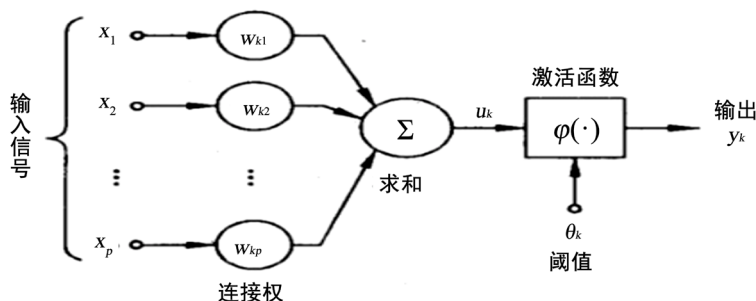 输入信号
x₁
x₂
...
xₚ
wₖ₁
wₖ₂
...
wₖₚ
连接权
Σ
求和
uₖ
激活函数
φ(·)
θₖ
阈值
输出
yₖ